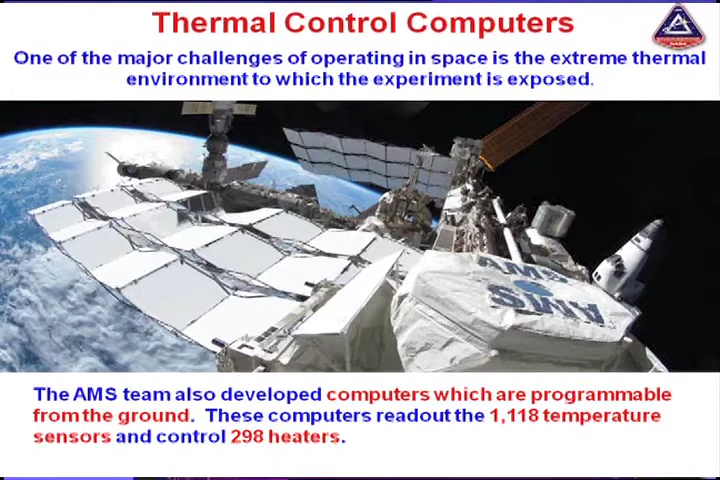 Thermal Control Computers
One of the major challenges of operating in space is the extreme thermal
environment to which the experiment is exposed.
AMS
AMS
The AMS team also developed computers which are programmable
from the ground. These computers readout the 1,118 temperature
sensors and control 298 heaters.